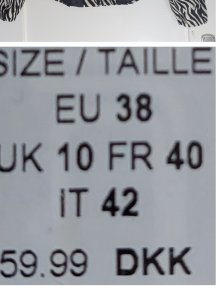 SIZE / TAILLE
EU 38
UK 10 FR 40
IT 42
59.99 DKK